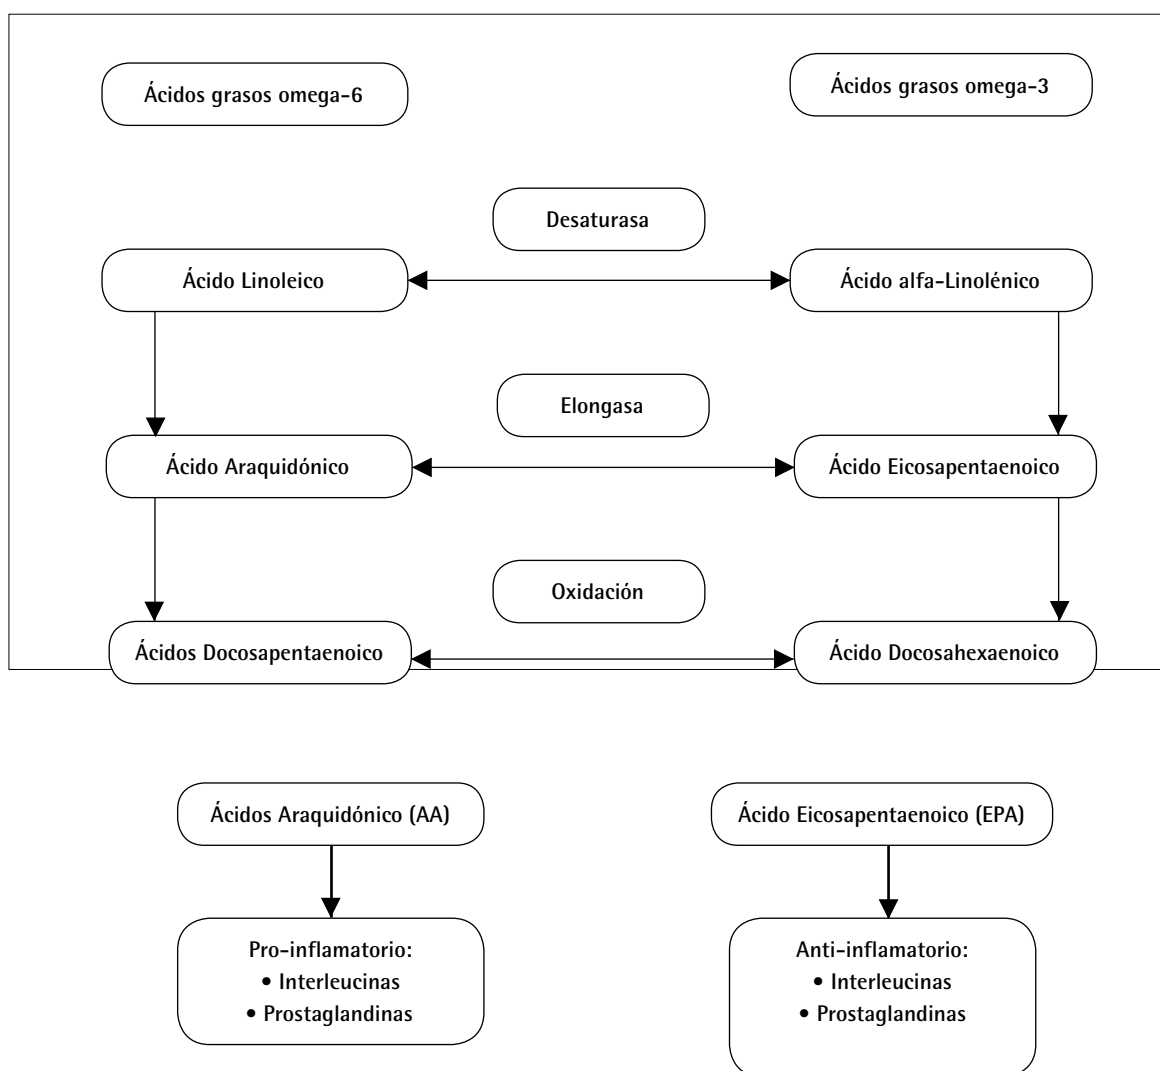 Ácidos grasos omega-6
Ácidos grasos omega-3
Desaturasa
Ácido Linoleico
Ácido alfa-Linolénico
Elongasa
Ácido Araquidónico
Ácido Eicosapentaenoico
Oxidación
Ácidos Docosapentaenoico
Ácido Docosahexaenoico
Ácidos Araquidónico (AA)
Ácido Eicosapentaenoico (EPA)
Pro-inflamatorio:
• Interleucinas
• Prostaglandinas
Anti-inflamatorio:
• Interleucinas
• Prostaglandinas